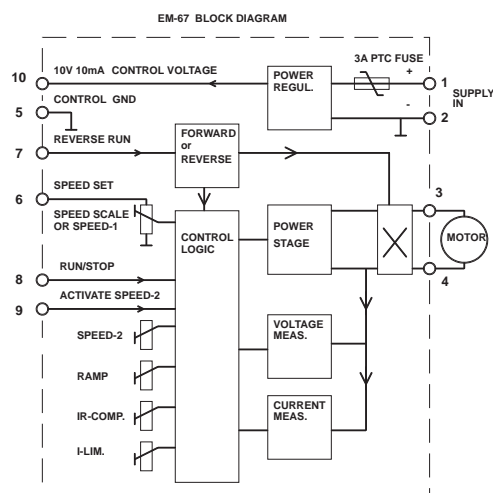 EM-67 BLOCK DIAGRAM
3A PTC FUSE
10 10V 10mA CONTROL VOLTAGE
POWER
REGUL.
+ 1
SUPPLY
IN
- 2
5 CONTROL GND
7 REVERSE RUN
FORWARD
or
REVERSE
6 SPEED SET
SPEED SCALE
OR SPEED-1
CONTROL
LOGIC
POWER
STAGE
3
MOTOR
4
8 RUN/STOP
9 ACTIVATE SPEED-2
SPEED-2
VOLTAGE
MEAS.
RAMP
IR-COMP.
CURRENT
MEAS.
I-LIM.